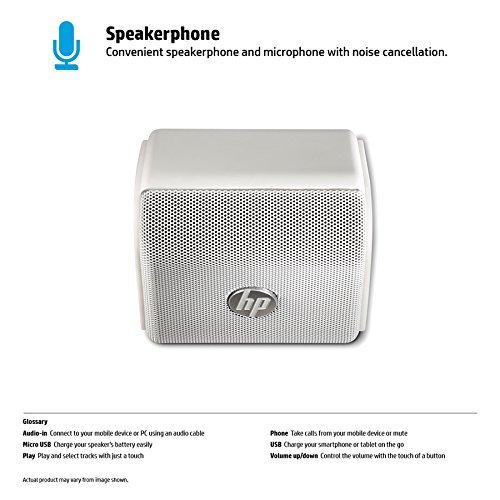 Speakerphone
Convenient speakerphone and microphone with noise cancellation.
hp
Glossary
Audio-in Connect to your mobile device or PC using an audio cable
Micro USB Charge your speaker's battery easily
Play Play and select tracks with just a touch
Phone Take calls from your mobile device or mute
USB Charge your smartphone or tablet on the go
Volume up/down Control the volume with the touch of a button
Actual product may vary from image shown.